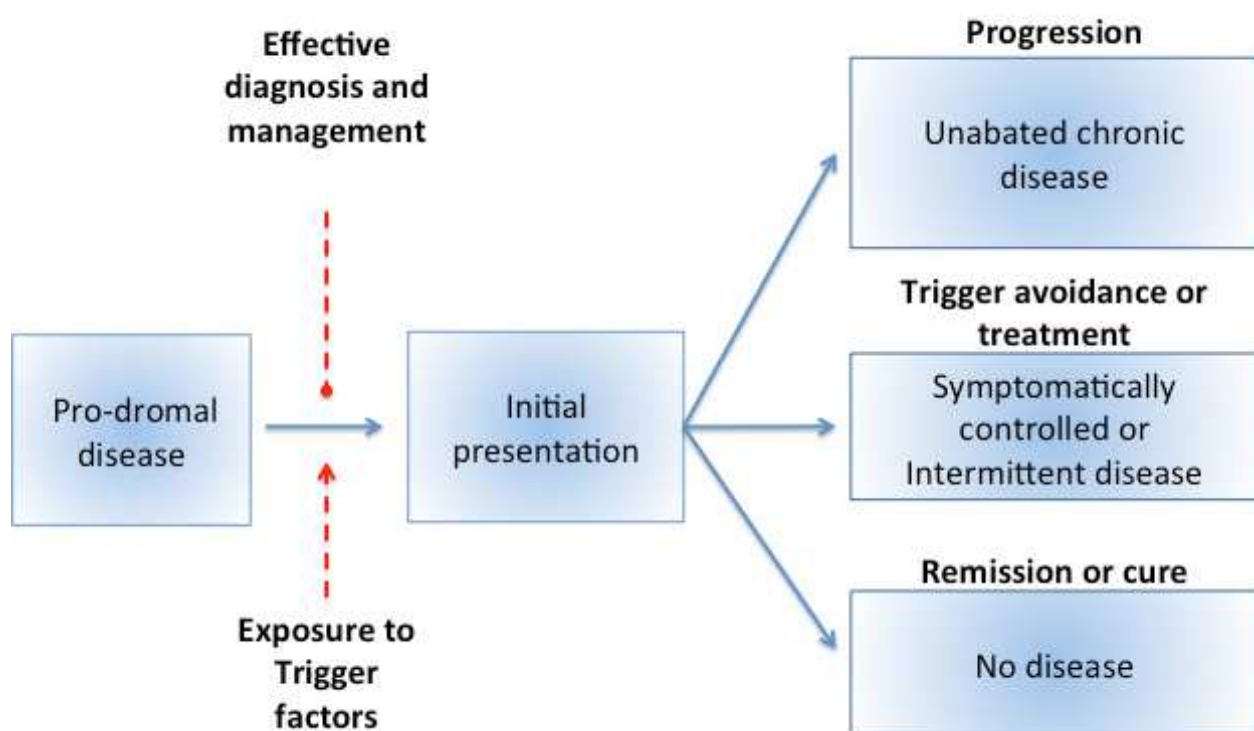 Effective
diagnosis and
management
Pro-dromal
disease
Exposure to
Trigger
factors
Initial
presentation
Progression
Unabated chronic
disease
Trigger avoidance or
treatment
Symptomatically
controlled or
Intermittent disease
Remission or cure
No disease